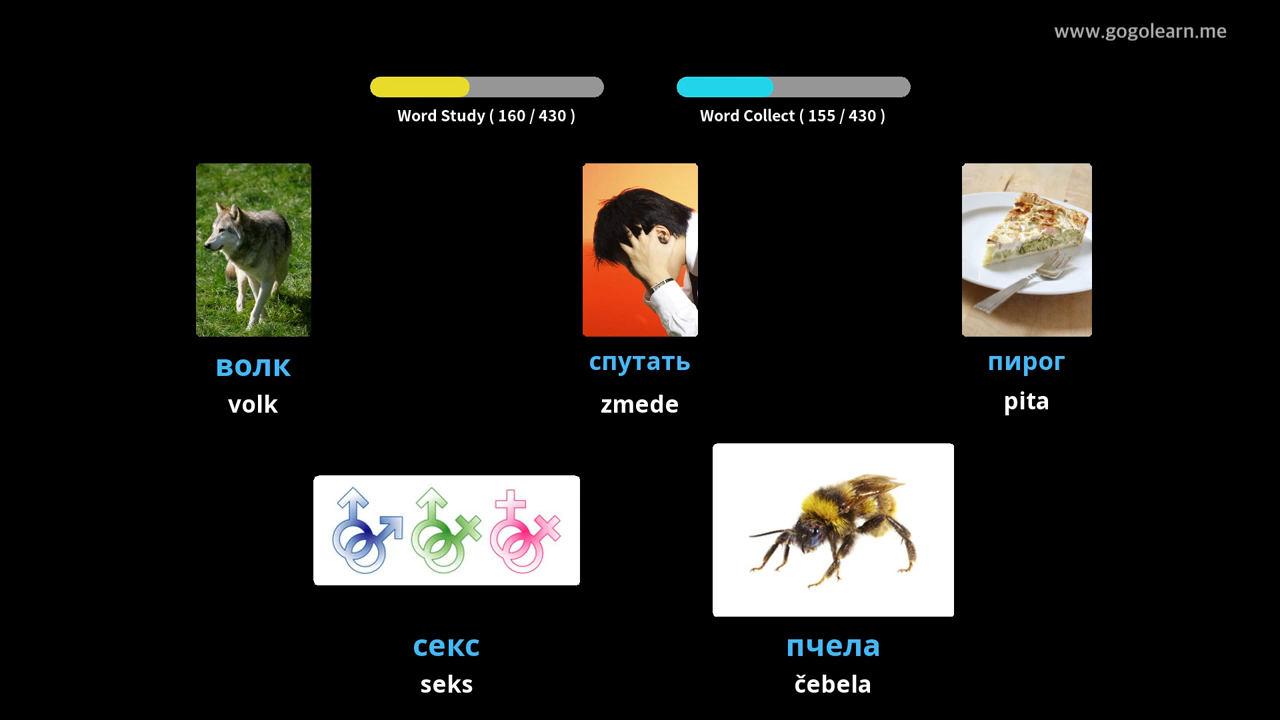 www.gogolearn.me
Word Study ( 160 / 430 )
Word Collect ( 155 / 430 )
волк
volk
спутать
zmede
пирог
pita
секс
seks
пчела
čebela